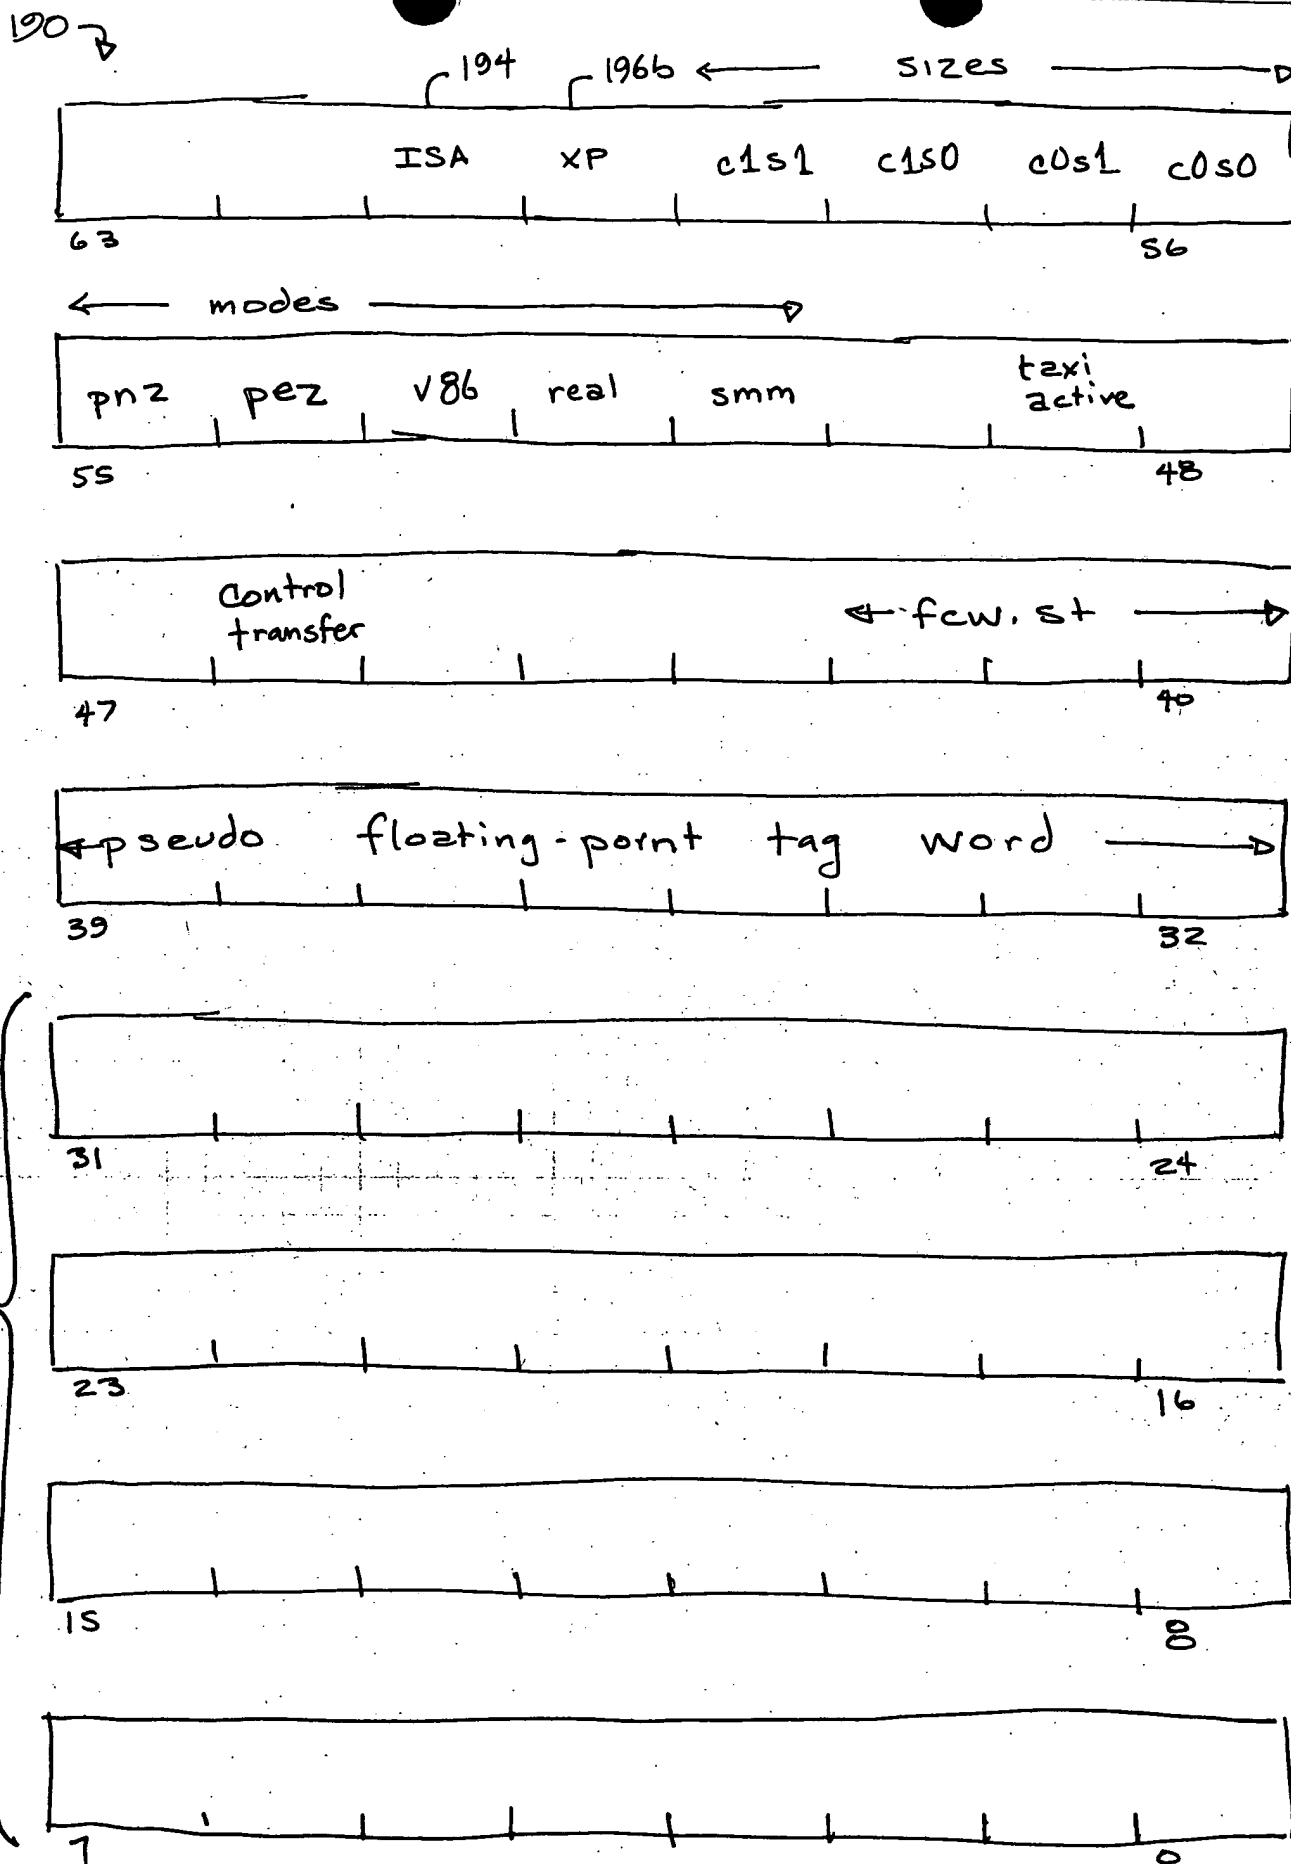 190
194 196b sizes
ISA XP c1s1 c1s0 c0s1 c0s0
63 56
modes
pnz pez v86 real smm taxi
active
55 48
Control
transfer
fcw.st
47 40
pseudo floating-point tag word
39 32
31 24
23 16
15 8
7 0